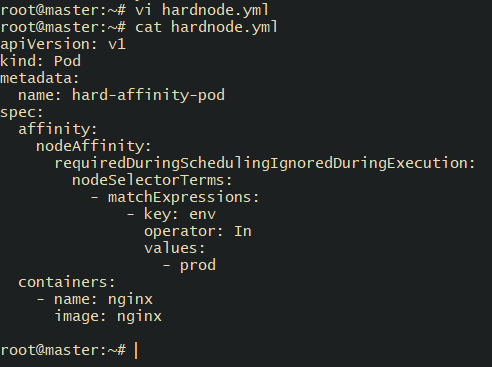 root@master:~# vi hardnode.yml
root@master:~# cat hardnode.yml
apiVersion: v1
kind: Pod
metadata:
  name: hard-affinity-pod
spec:
  affinity:
    nodeAffinity:
      requiredDuringSchedulingIgnoredDuringExecution:
        nodeSelectorTerms:
          - matchExpressions:
              - key: env
                operator: In
                values:
                  - prod
  containers:
    - name: nginx
      image: nginx

root@master:~#